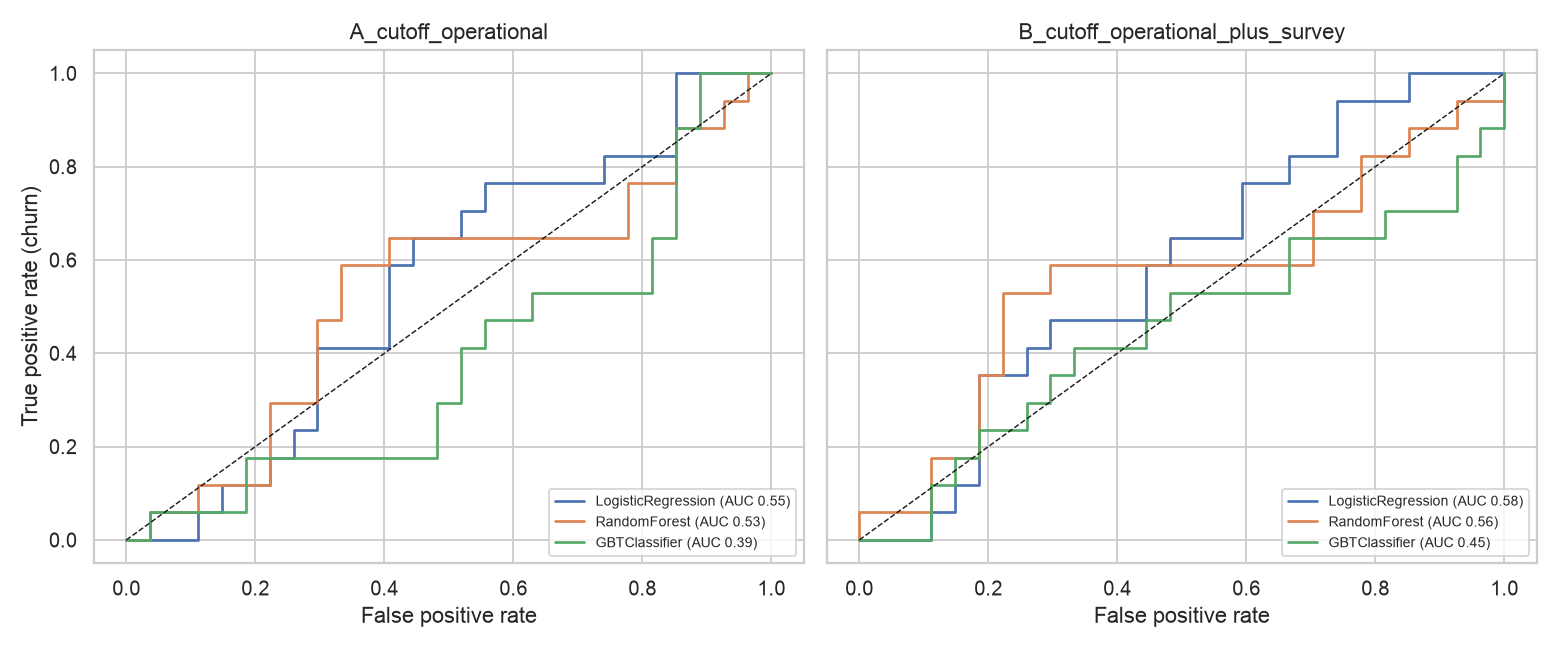 A_cutoff_operational
B_cutoff_operational_plus_survey
True positive rate (churn)
1.0
0.8
0.6
0.4
0.2
0.0
LogisticRegression (AUC 0.55)
RandomForest (AUC 0.53)
GBTClassifier (AUC 0.39)
0.0 0.2 0.4 0.6 0.8 1.0
False positive rate
LogisticRegression (AUC 0.58)
RandomForest (AUC 0.56)
GBTClassifier (AUC 0.45)
0.0 0.2 0.4 0.6 0.8 1.0
False positive rate